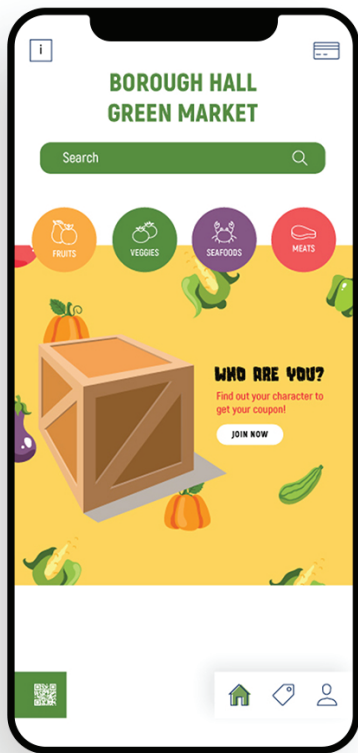 BOROUGH HALL
GREEN MARKET
Search
FRUITS
VEGGIES
SEAFOODS
MEATS
WHO ARE YOU?
Find out your character to
get your coupon!
JOIN NOW